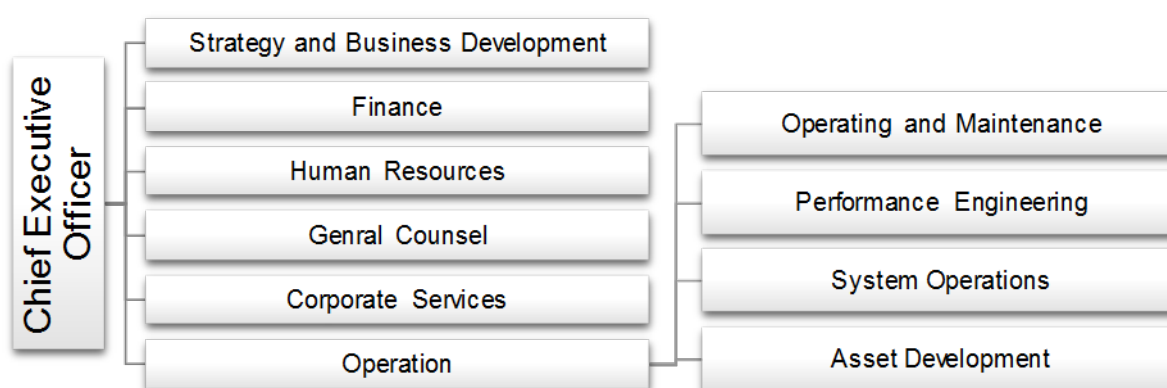 Chief Executive
Officer
Strategy and Business Development
Finance
Human Resources
Genral Counsel
Corporate Services
Operation
Operating and Maintenance
Performance Engineering
System Operations
Asset Development